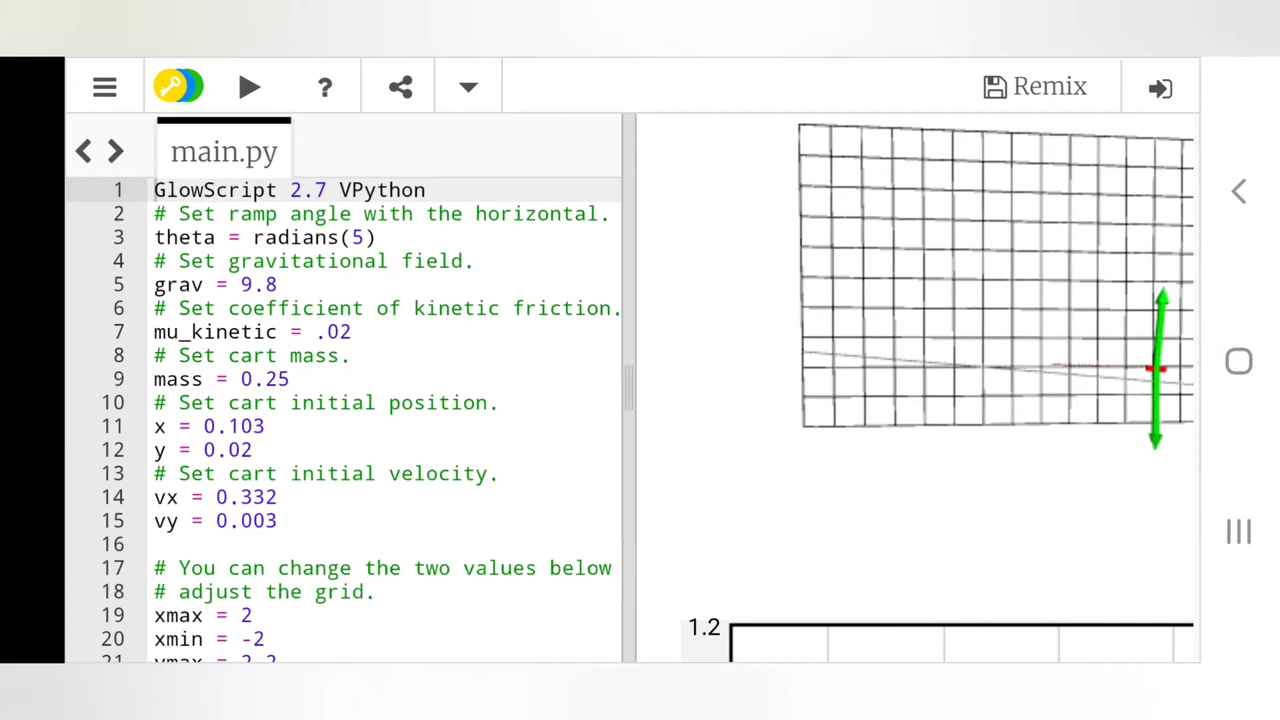 Remix
main.py
1 GlowScript 2.7 VPython
2 # Set ramp angle with the horizontal.
3 theta = radians(5)
4 # Set gravitational field.
5 grav = 9.8
6 # Set coefficient of kinetic friction.
7 mu_kinetic = .02
8 # Set cart mass.
9 mass = 0.25
10 # Set cart initial position.
11 x = 0.103
12 y = 0.02
13 # Set cart initial velocity.
14 vx = 0.332
15 vy = 0.003
16
17 # You can change the two values below
18 # adjust the grid.
19 xmax = 2
20 xmin = -2
1.2